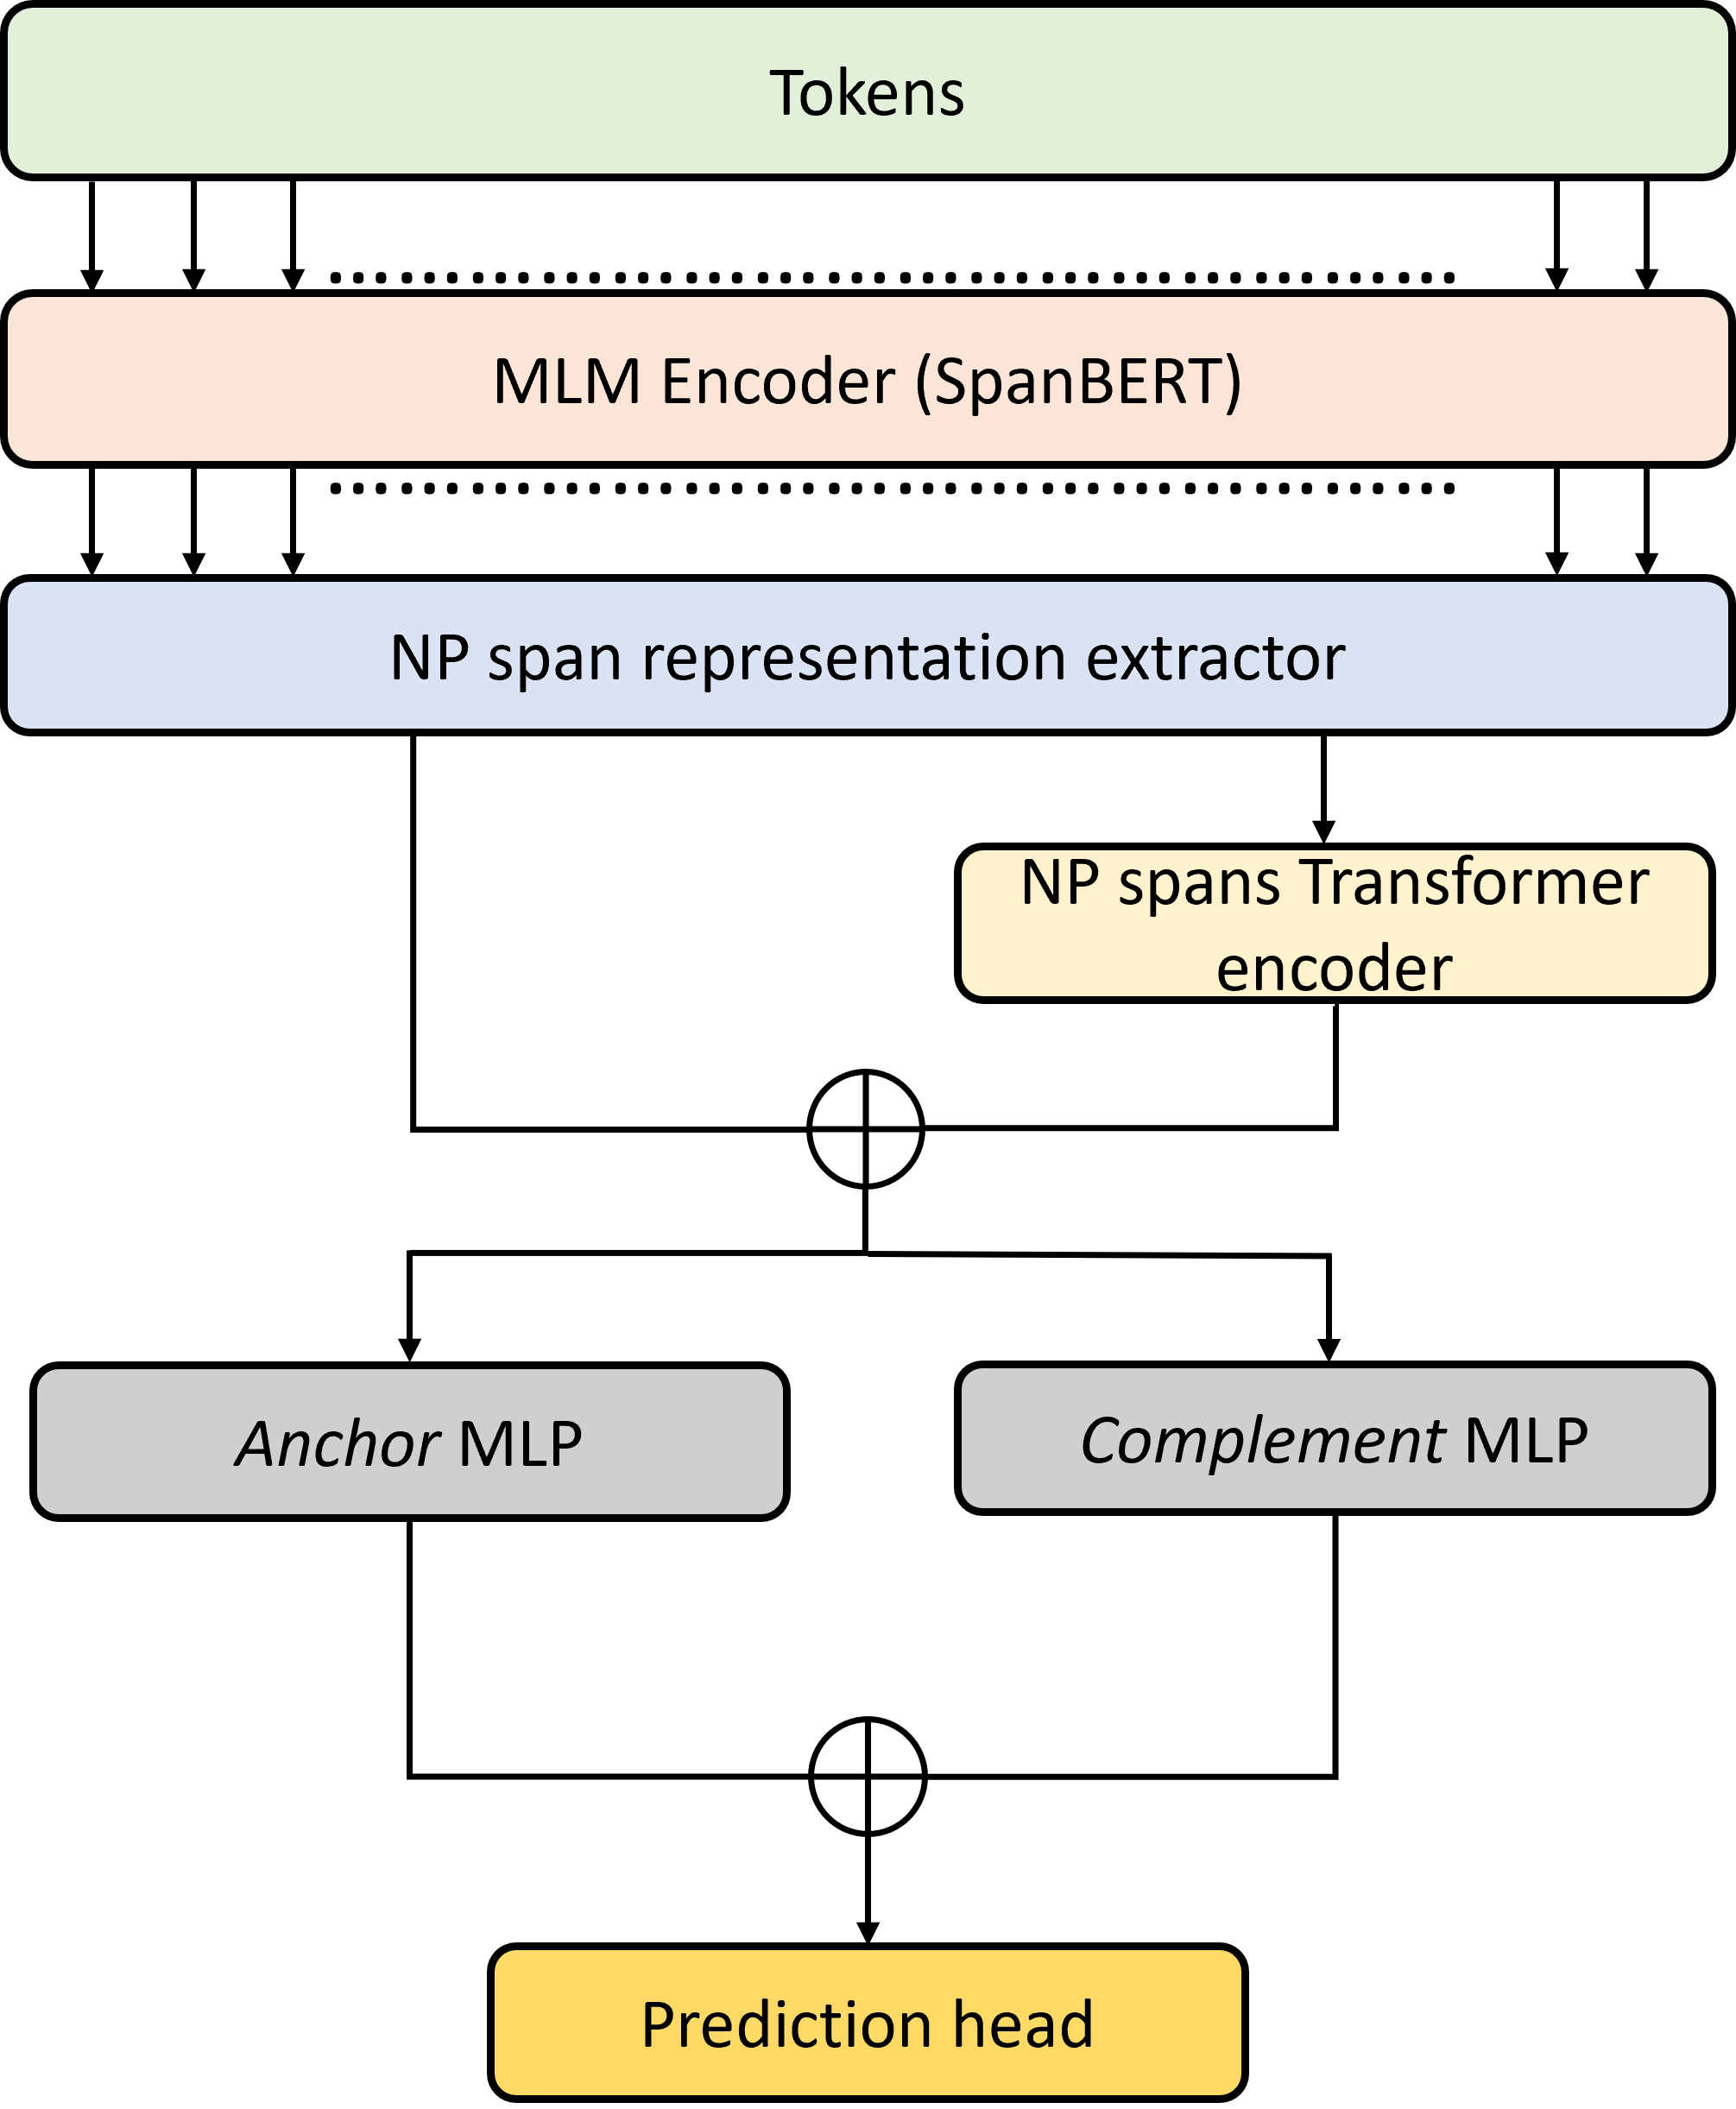 Tokens
MLM Encoder (SpanBERT)
NP span representation extractor
NP spans Transformer
encoder
Anchor MLP
Complement MLP
Prediction head